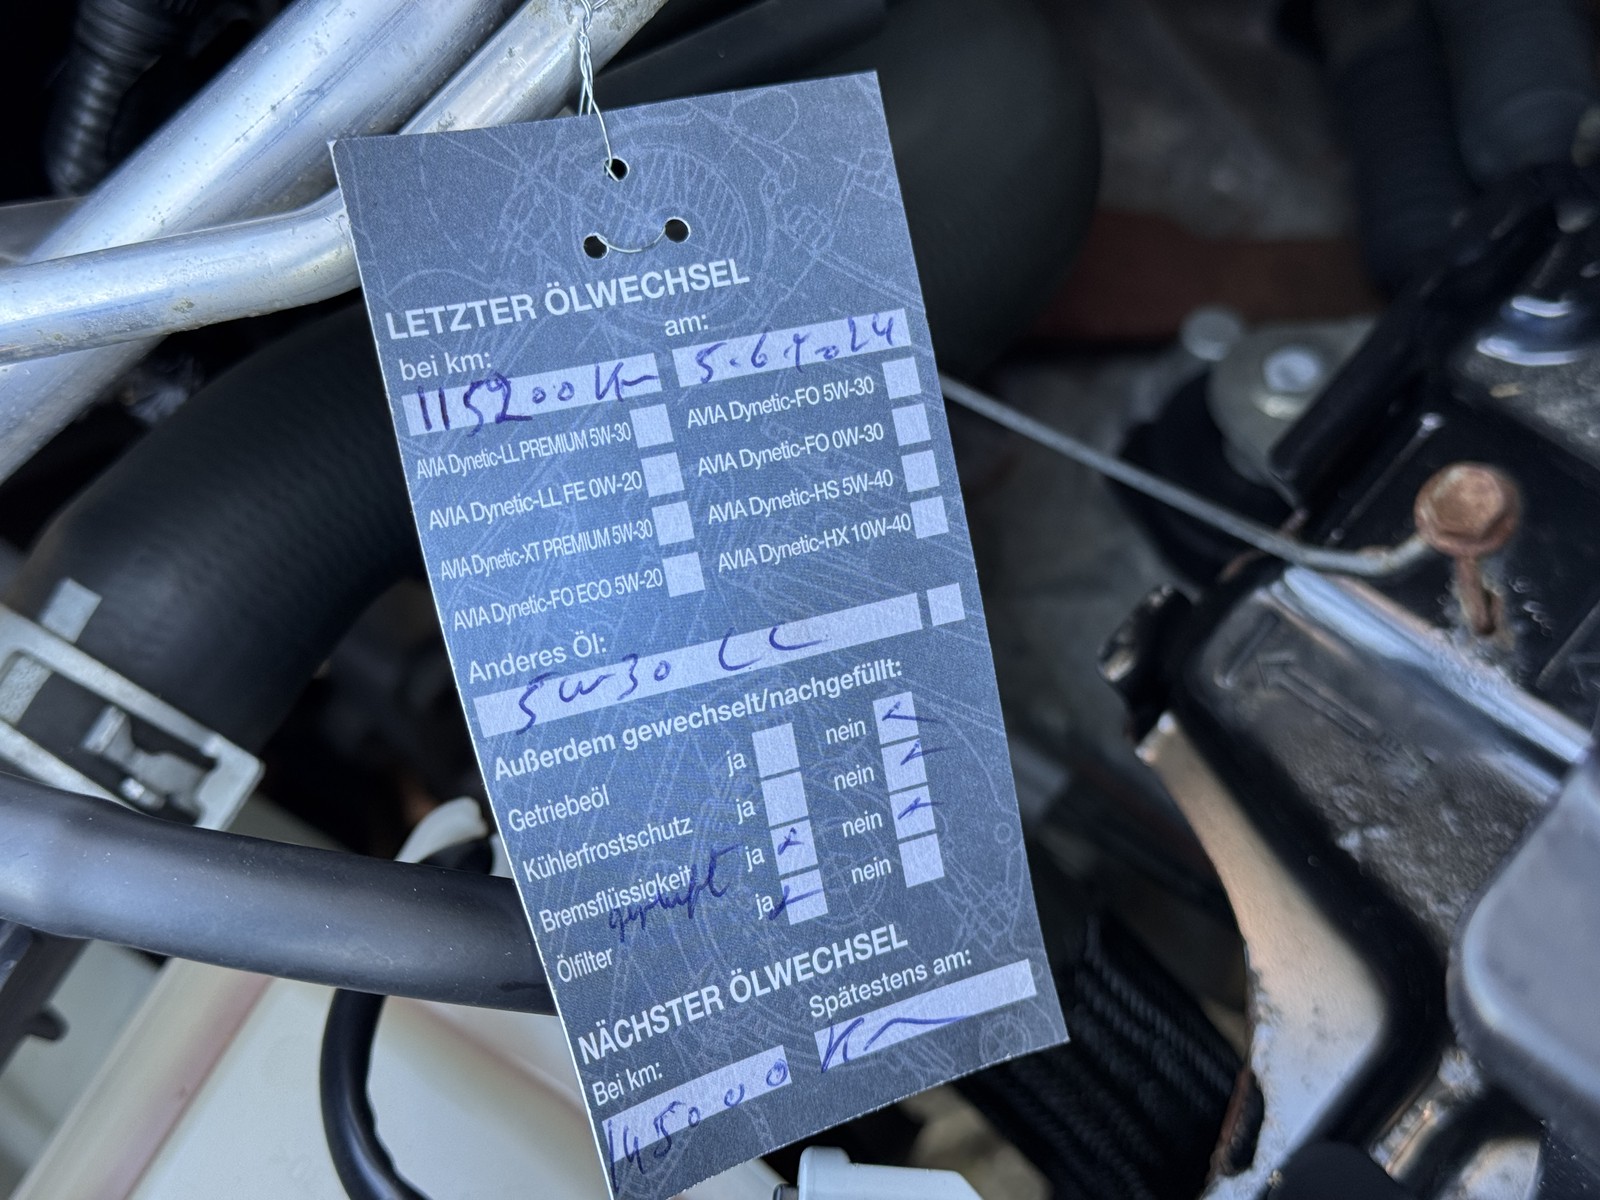 LETZTER ÖLWECHSEL
bei km: am:
115200 Km
AVIA Dynetic-LL PREMIUM 5W-30 AVIA Dynetic-FO 5W-30
AVIA Dynetic-LL FE 0W-20 AVIA Dynetic-FO 0W-30
AVIA Dynetic-XT PREMIUM 5W-30 AVIA Dynetic-HS 5W-40
AVIA Dynetic-FO ECO 5W-20 AVIA Dynetic-HX 10W-40
Anderes Öl:
5w30 LL
Außerdem gewechselt/nachgefüllt:
Getriebeöl ja nein
Kühlerfrostschutz ja nein
Bremsflüssigkeit ja nein
geprüft
Ölfilter ja nein
NÄCHSTER ÖLWECHSEL
Bei km: Spätestens am:
145000 Km